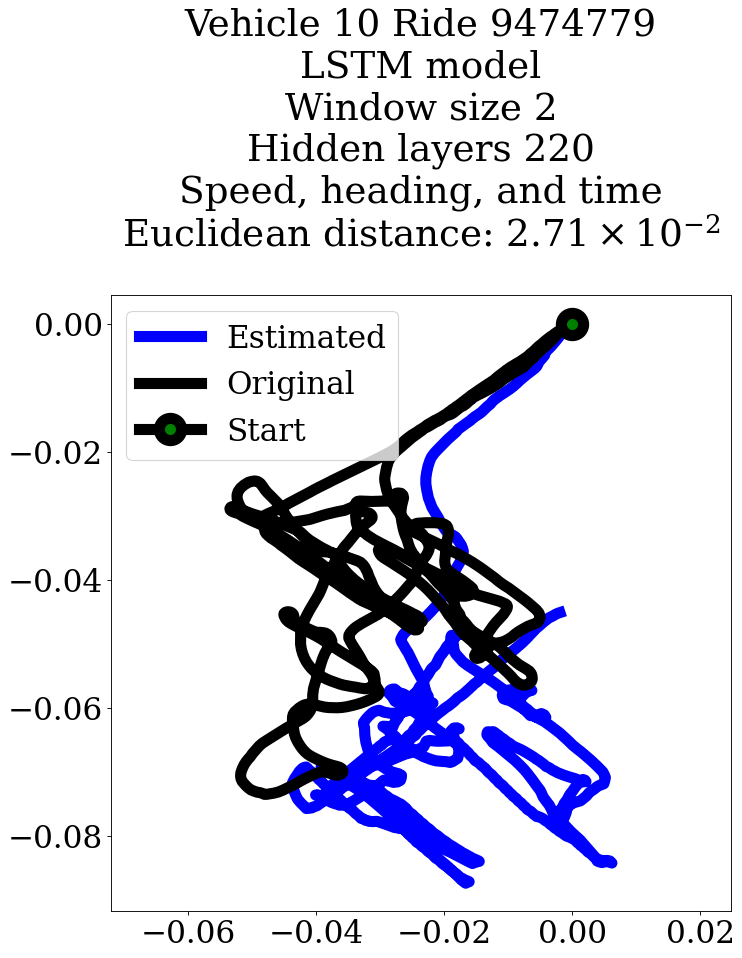 Vehicle 10 Ride 9474779
LSTM model
Window size 2
Hidden layers 220
Speed, heading, and time
Euclidean distance: 2.71 × 10⁻²
Estimated
Original
Start
0.00
−0.02
−0.04
−0.06
−0.08
−0.06 −0.04 −0.02 0.00 0.02